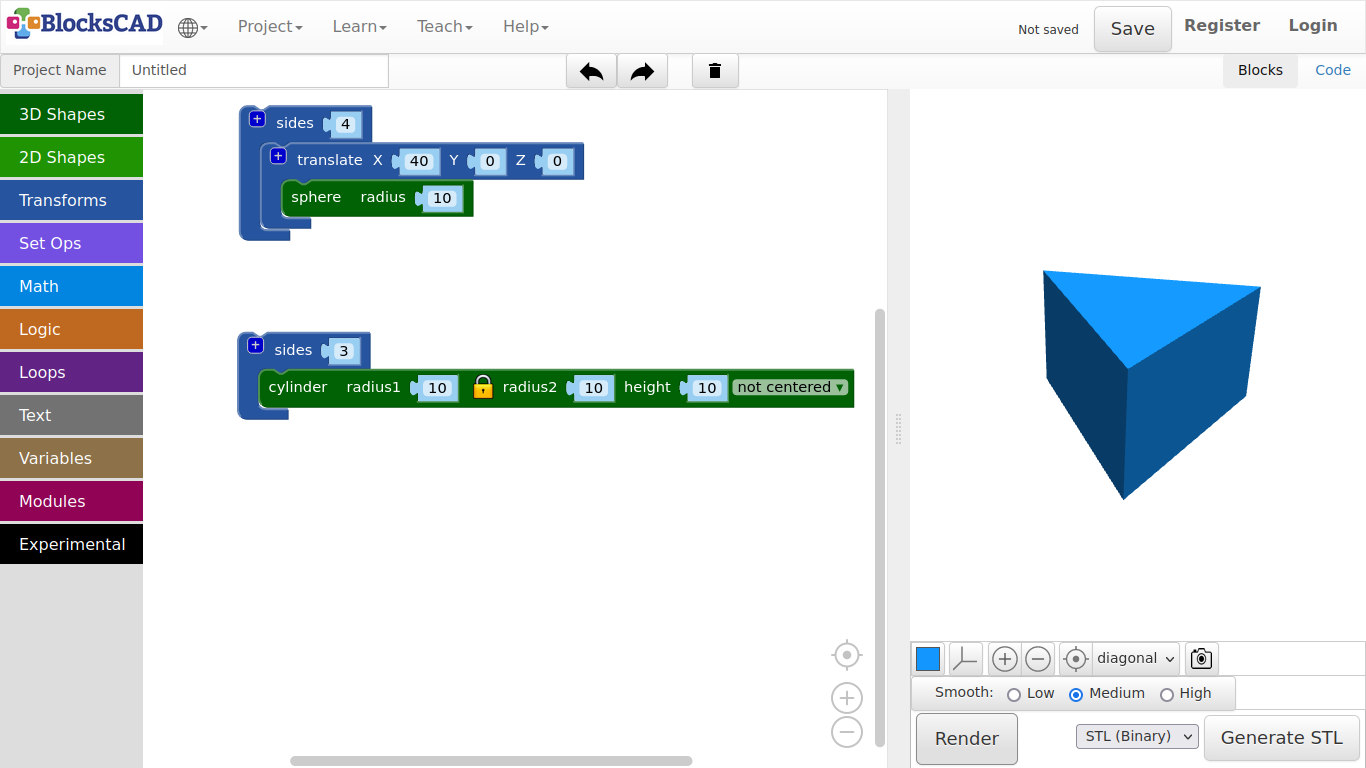 BlocksCAD
Project Learn Teach Help
Not saved Save Register Login
Project Name Untitled
Blocks Code
3D Shapes
2D Shapes
Transforms
Set Ops
Math
Logic
Loops
Text
Variables
Modules
Experimental
+ sides 4
+ translate X 40 Y 0 Z 0
sphere radius 10
+ sides 3
cylinder radius1 10 radius2 10 height 10 not centered ▾
diagonal
Smooth: Low Medium High
Render STL (Binary) Generate STL